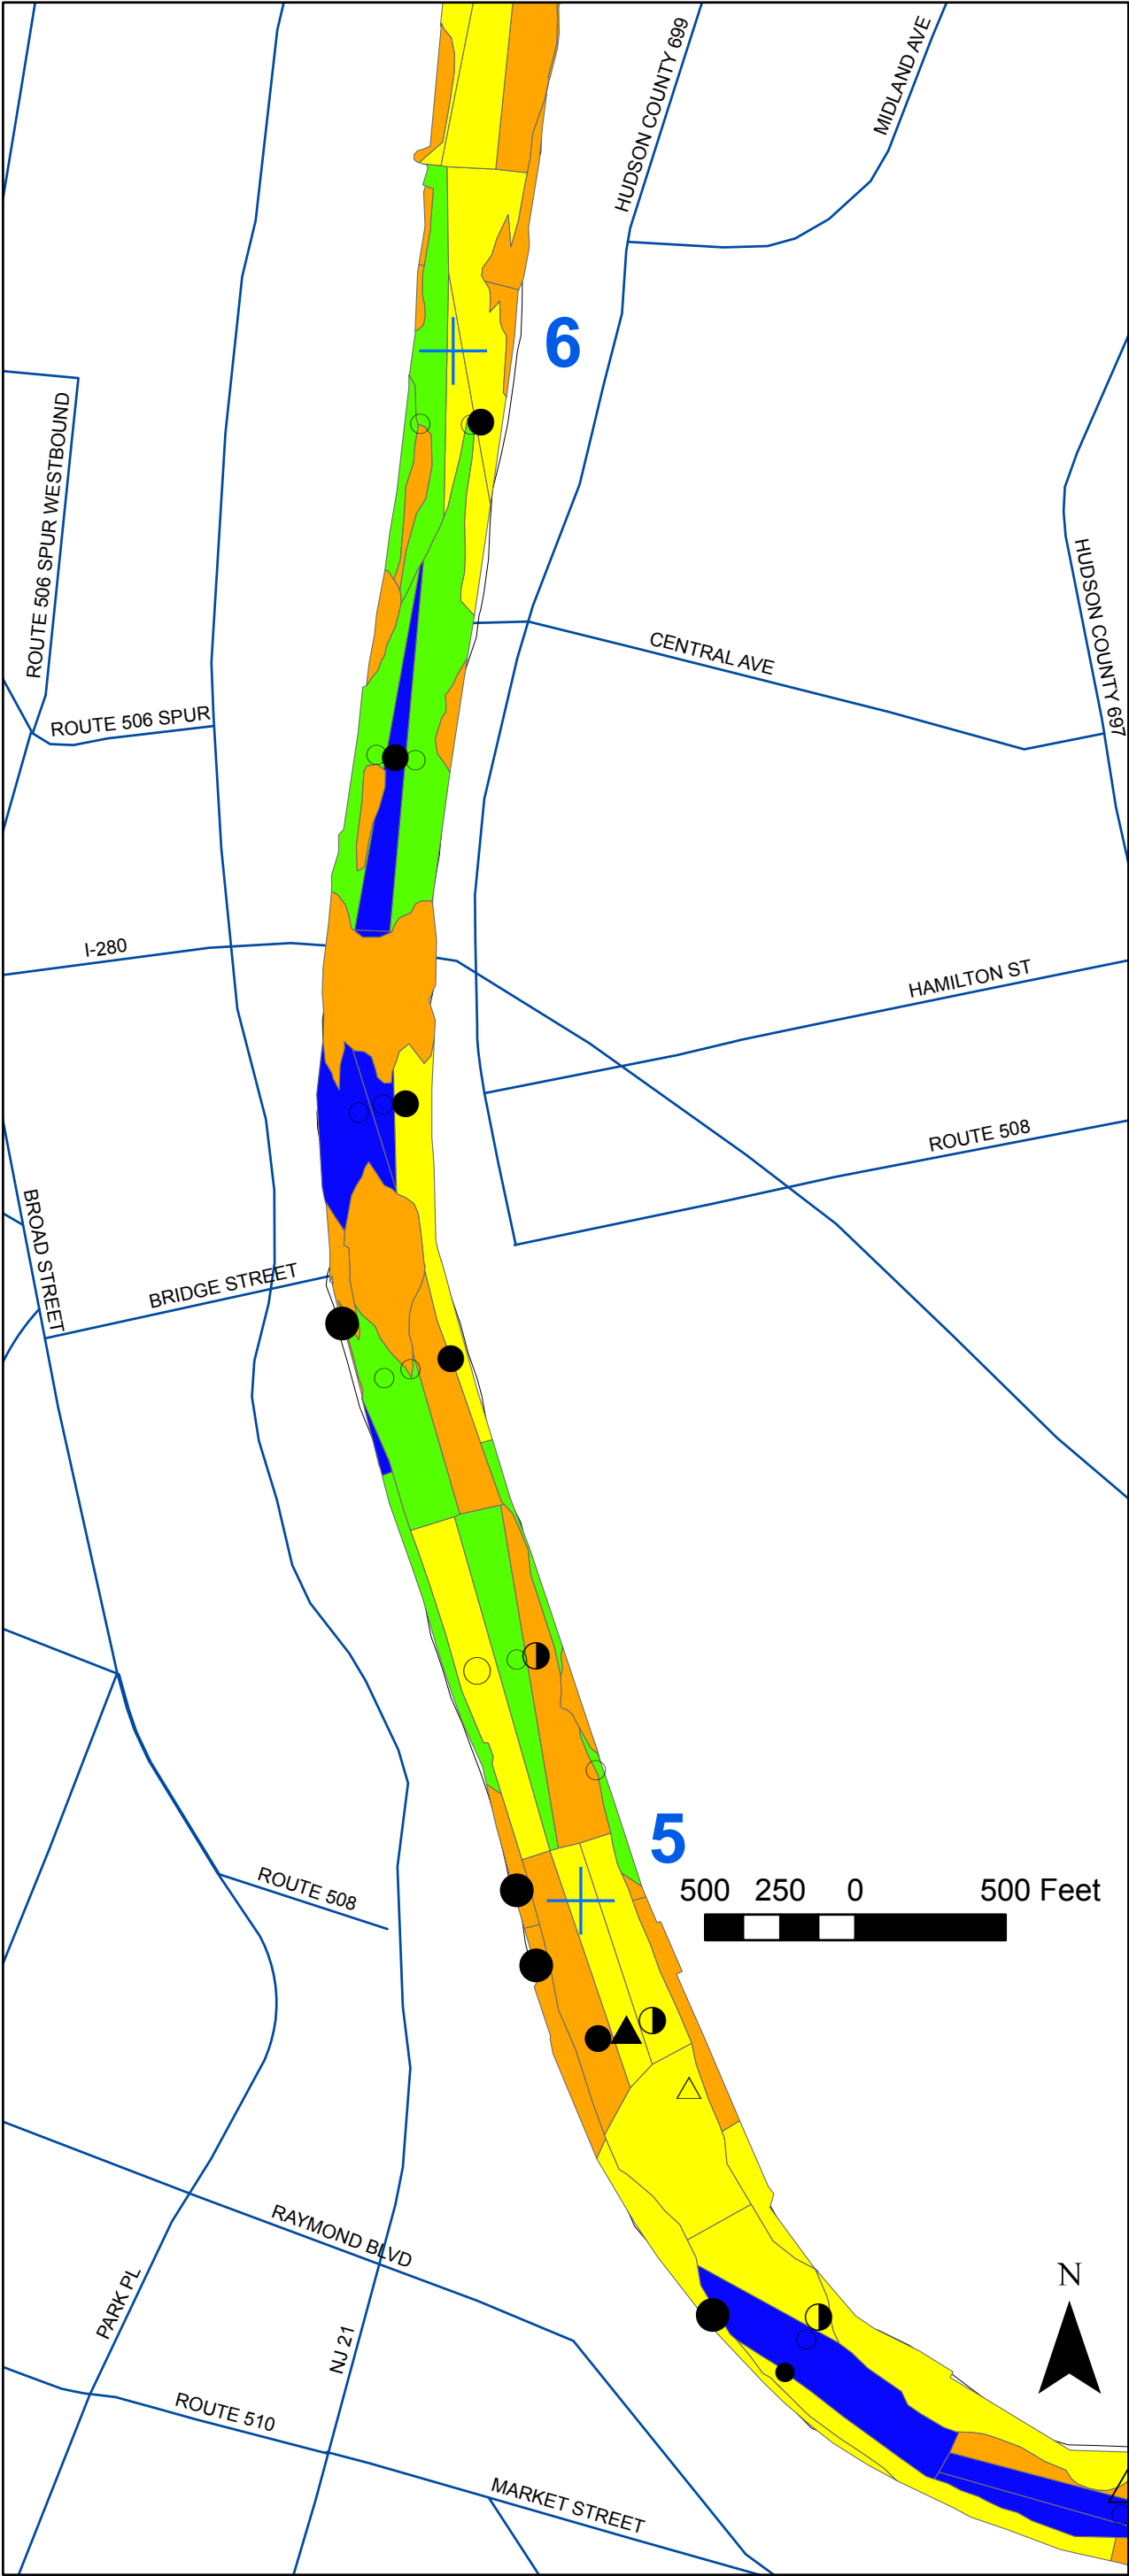 HUDSON COUNTY 699
MIDLAND AVE
6
ROUTE 506 SPUR WESTBOUND
HUDSON COUNTY 697
CENTRAL AVE
ROUTE 506 SPUR
I-280
HAMILTON ST
ROUTE 508
BROAD STREET
BRIDGE STREET
5
500 250 0 500 Feet
ROUTE 508
RAYMOND BLVD
PARK PL
NJ 21
N
ROUTE 510
MARKET STREET